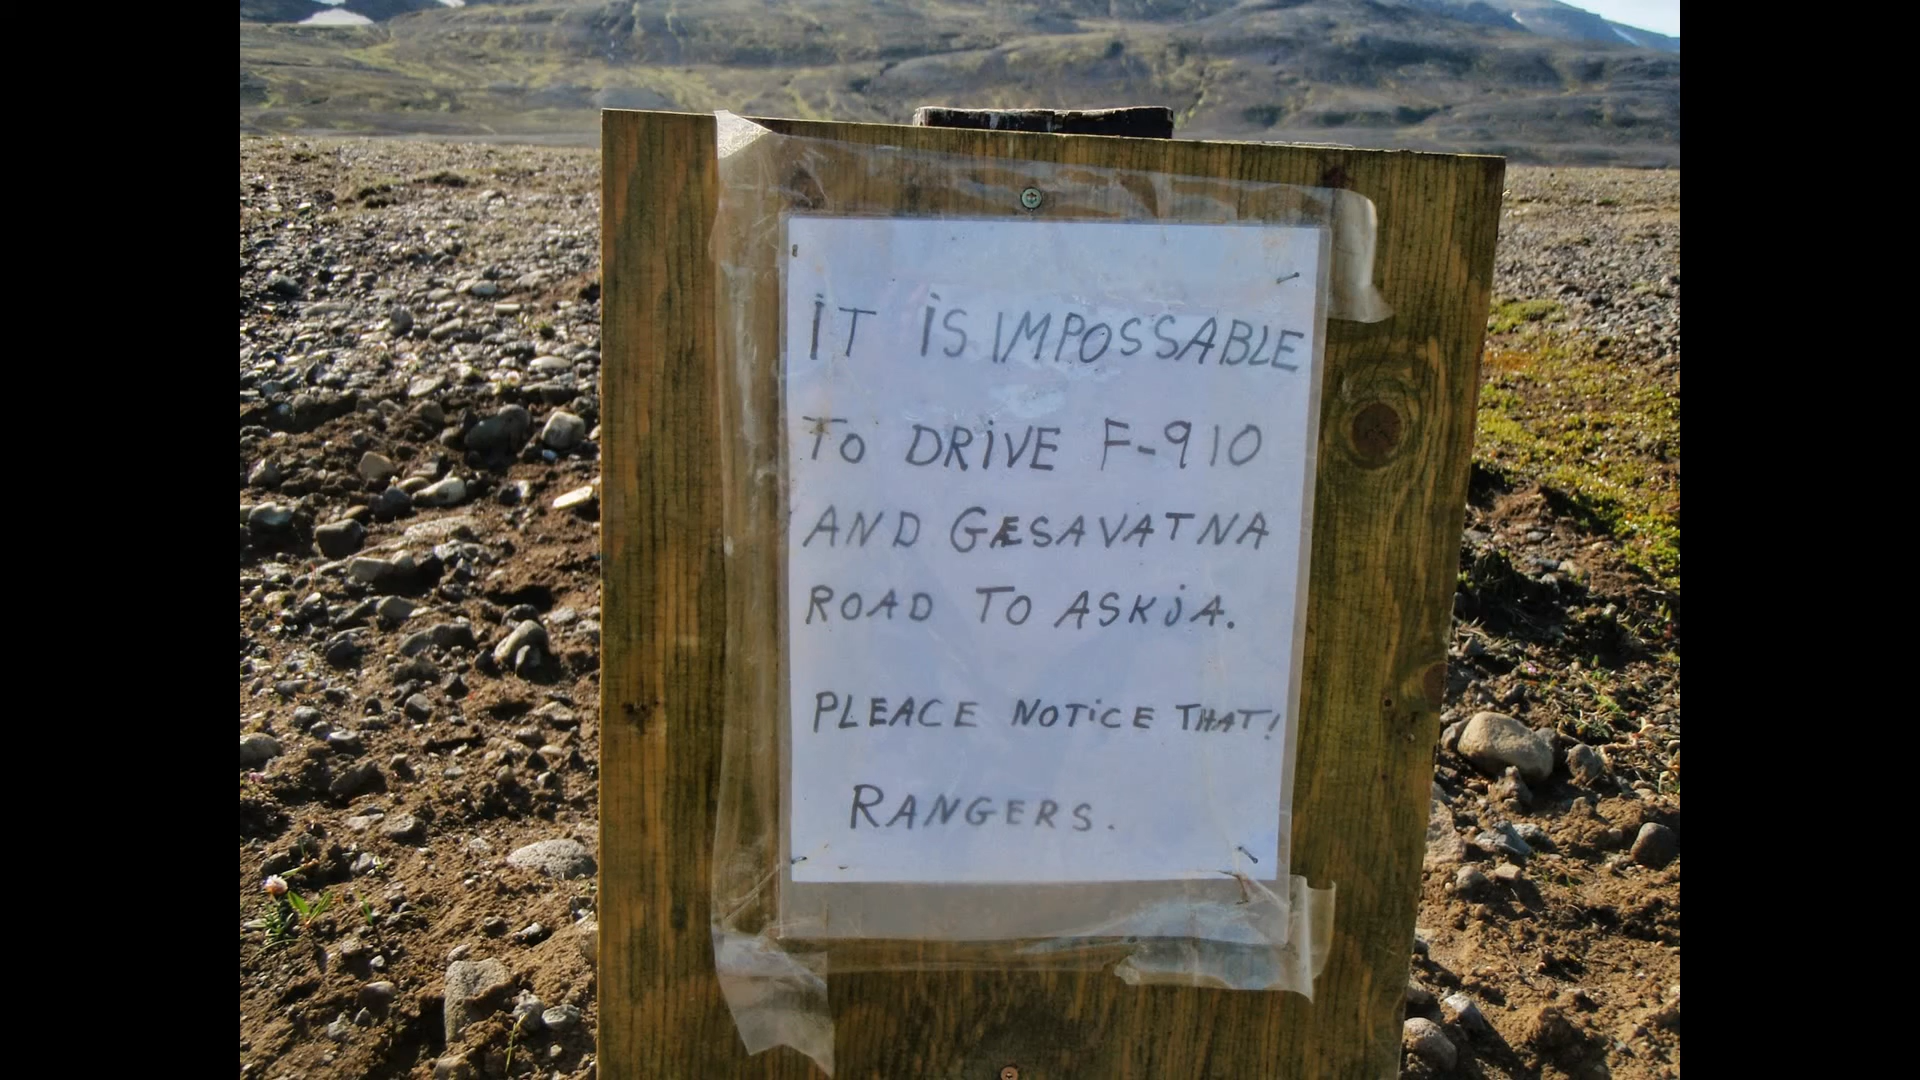 iT iS IMPOSSABLE
To DRiVE F-910
AND GÆSAVATNA
ROAD TO ASKjA.
PLEACE NOTiCE THAT!
RANGERS.